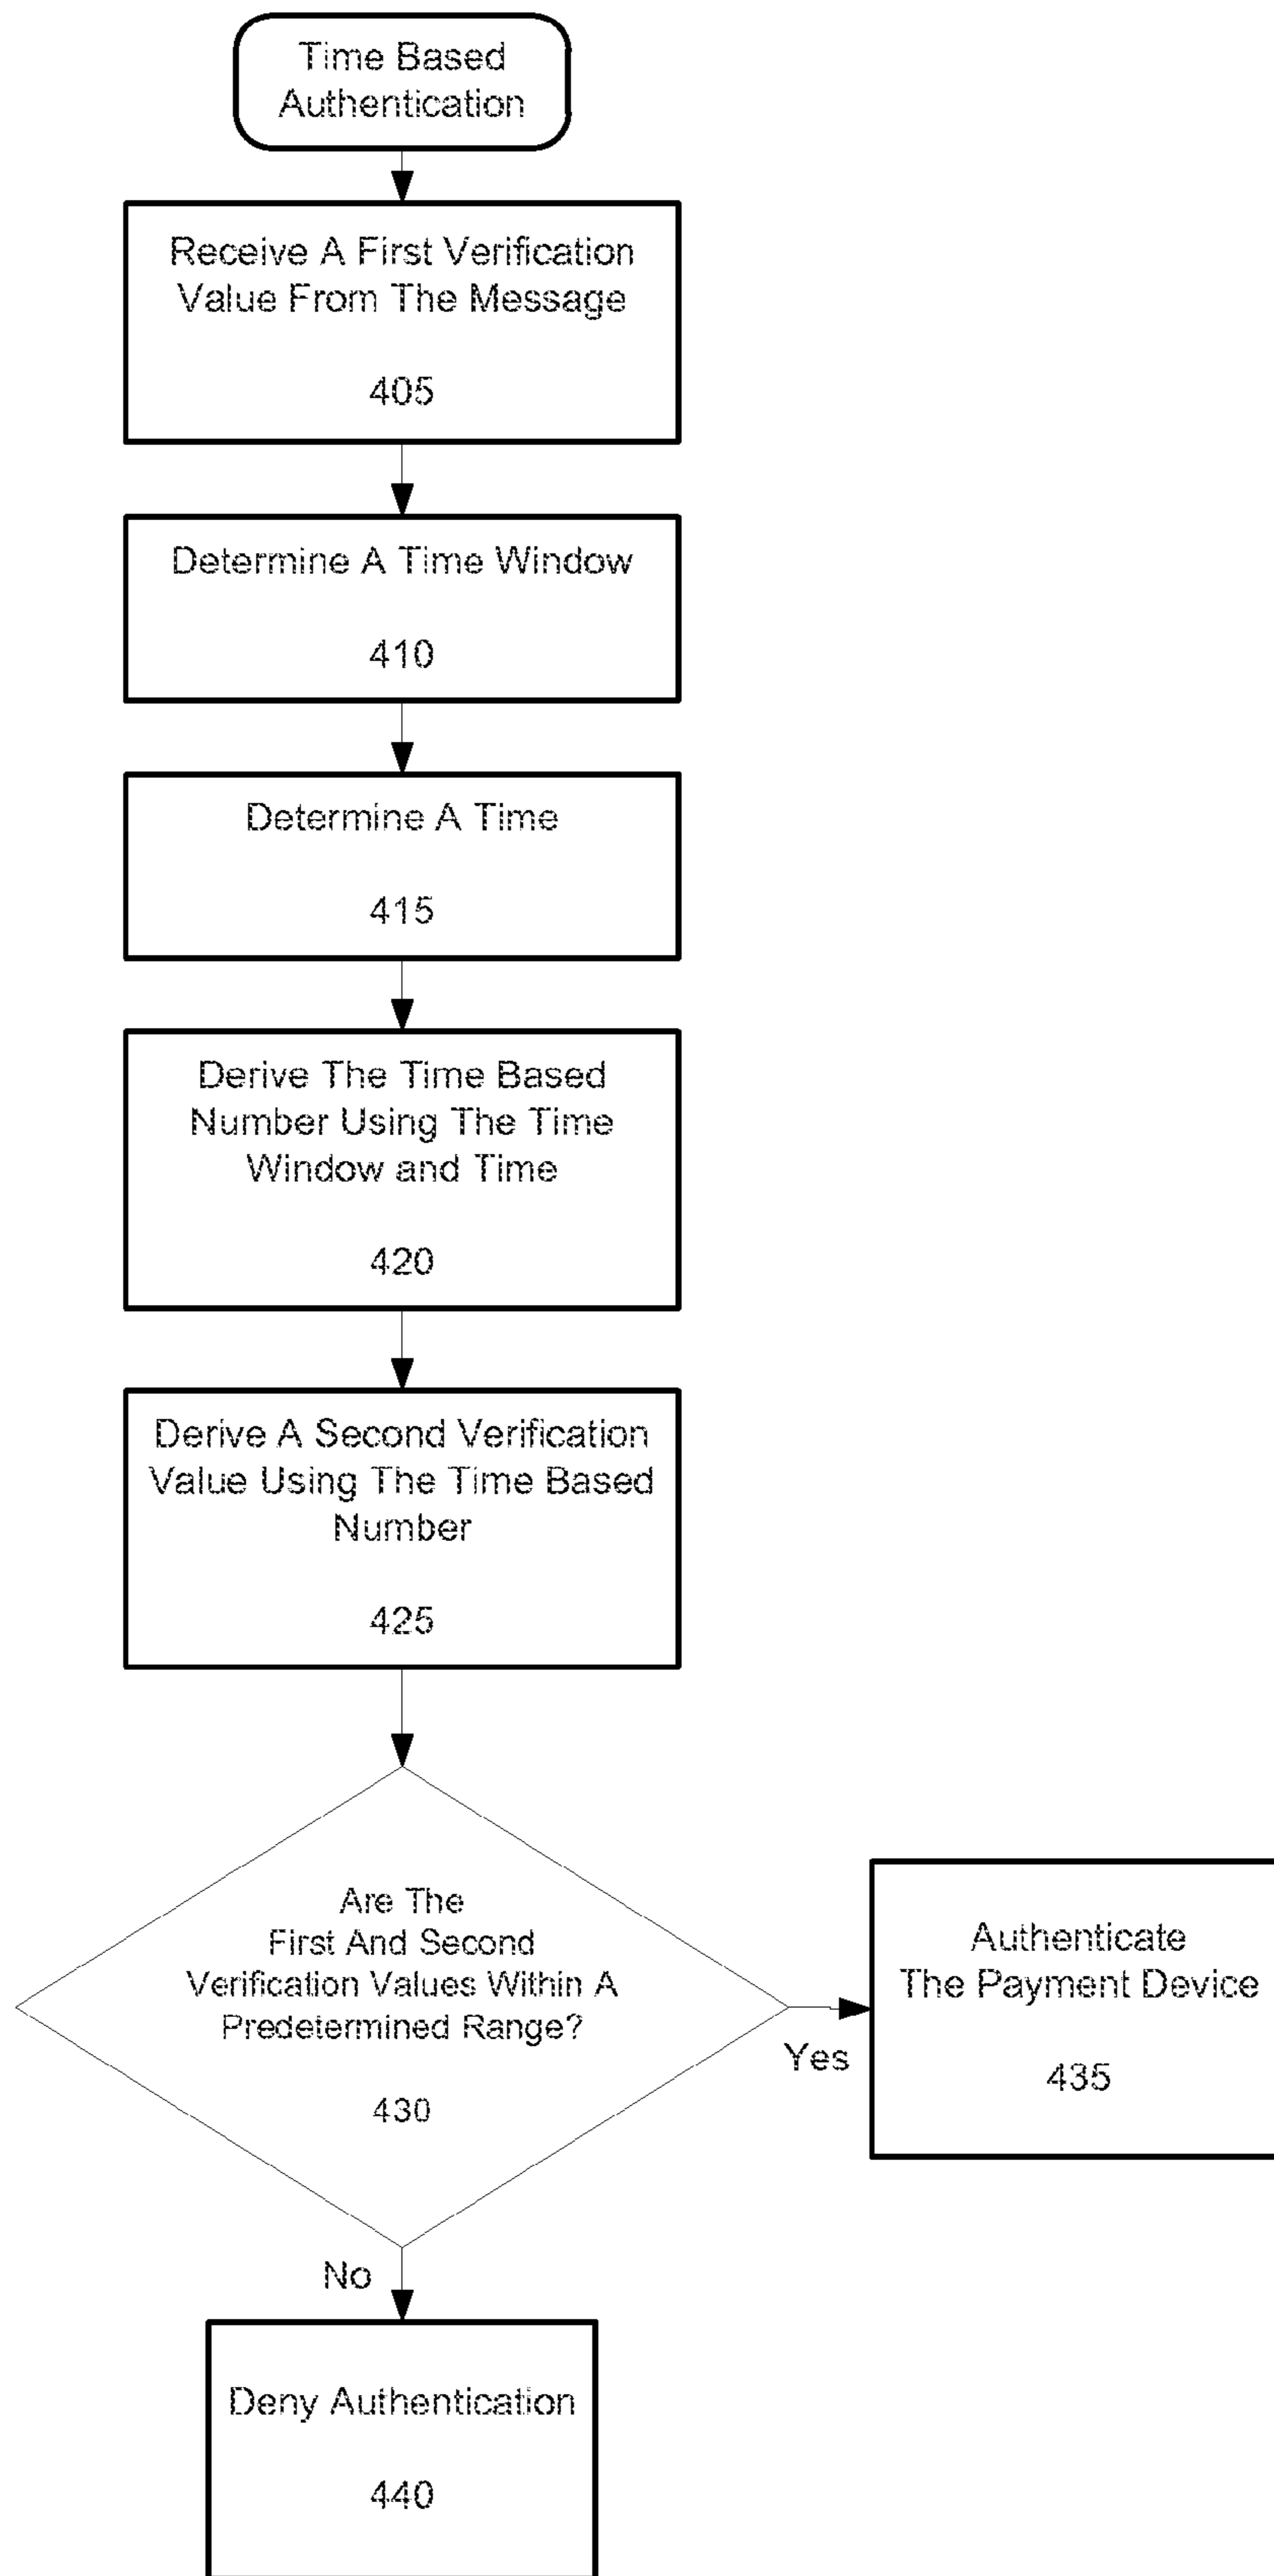 Time Based
Authentication
Receive A First Verification
Value From The Message
405
Determine A Time Window
410
Determine A Time
415
Derive The Time Based
Number Using The Time
Window and Time
420
Derive A Second Verification
Value Using The Time Based
Number
425
Are The
First And Second
Verification Values Within A
Predetermined Range?
430
Yes
Authenticate
The Payment Device
435
No
Deny Authentication
440